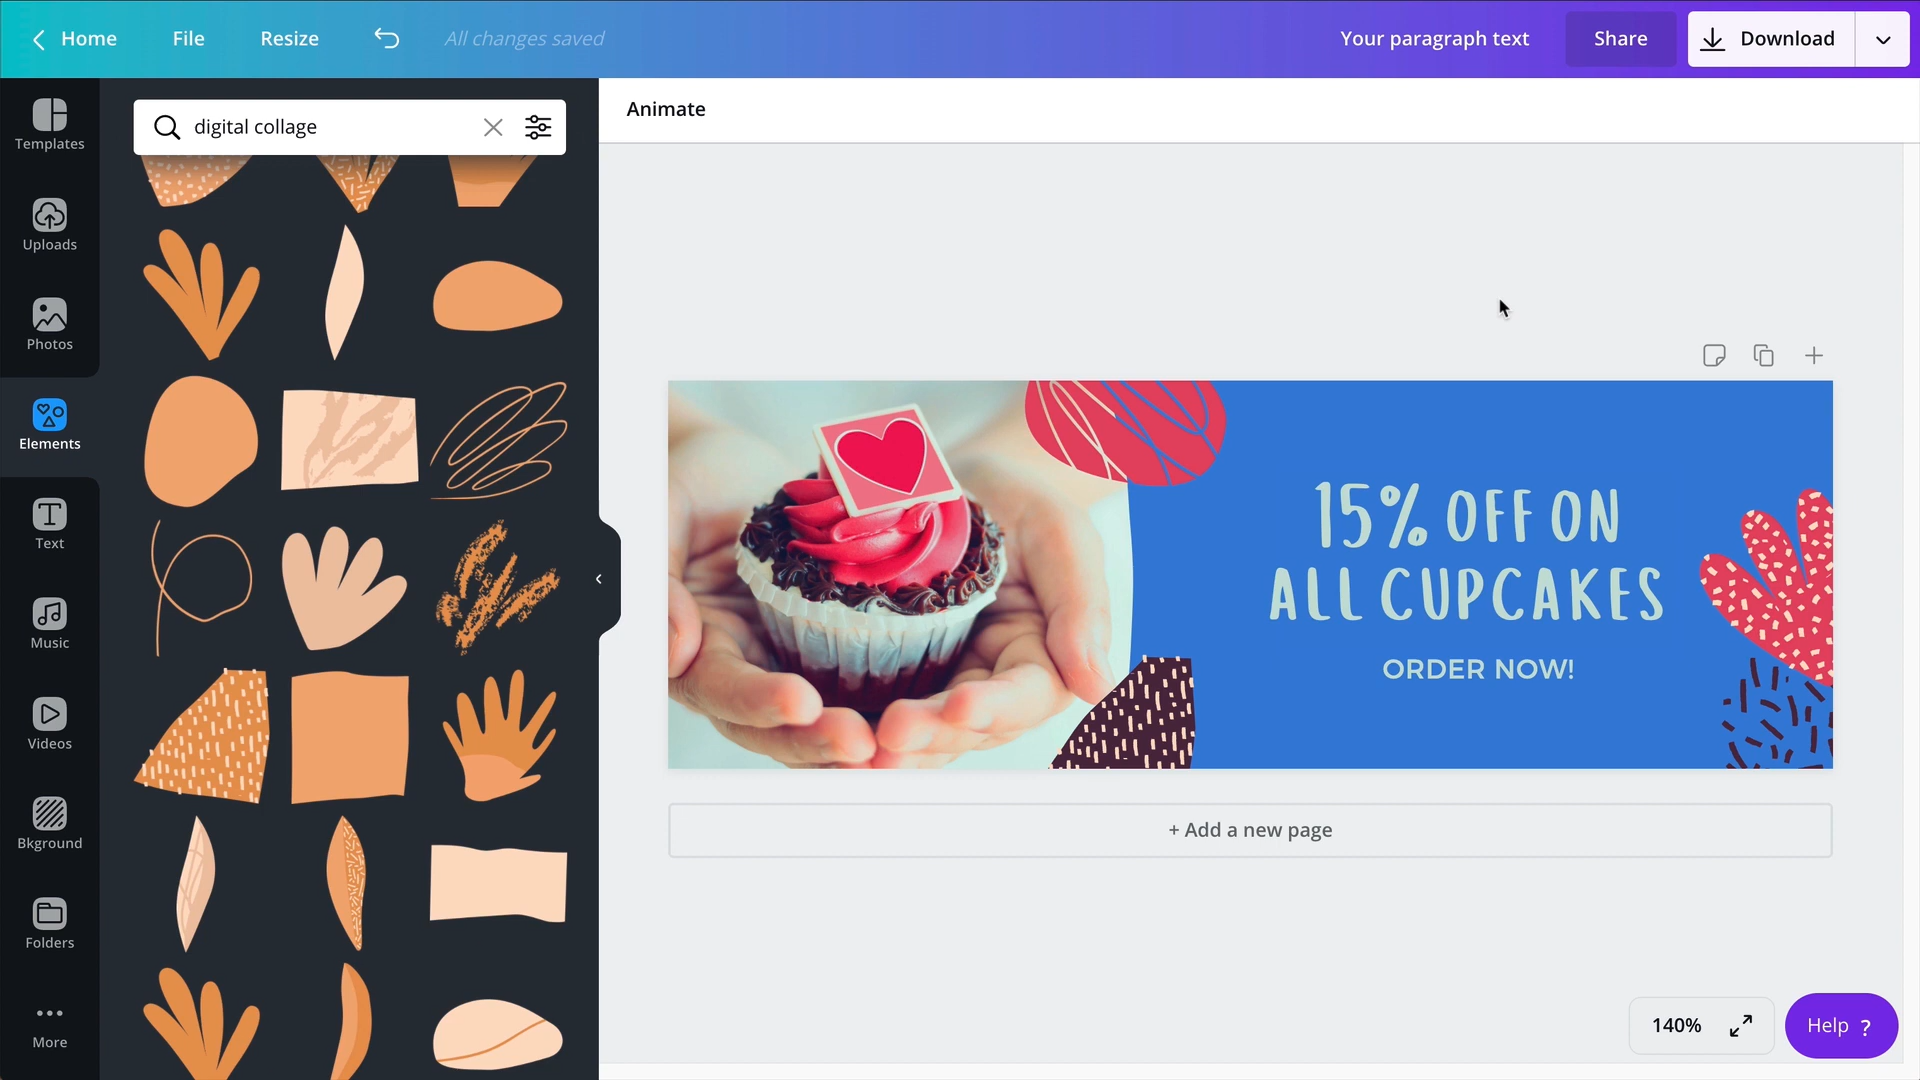 Home File Resize All changes saved Your paragraph text Share Download
Templates
Uploads
Photos
Elements
Text
Music
Videos
Bkground
Folders
More
digital collage
Animate
15% OFF ON
ALL CUPCAKES
ORDER NOW!
+ Add a new page
140%
Help ?